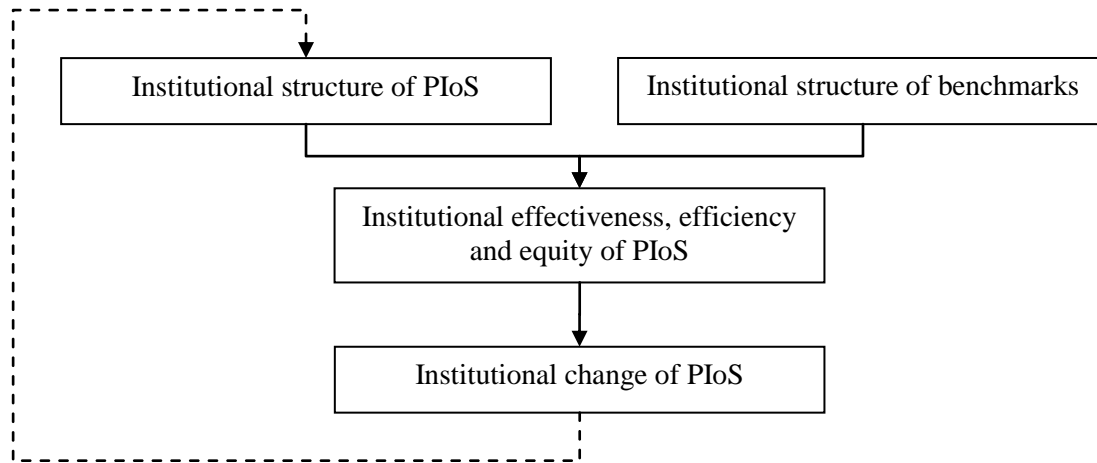 Institutional structure of PIoS
Institutional structure of benchmarks
Institutional effectiveness, efficiency
and equity of PIoS
Institutional change of PIoS